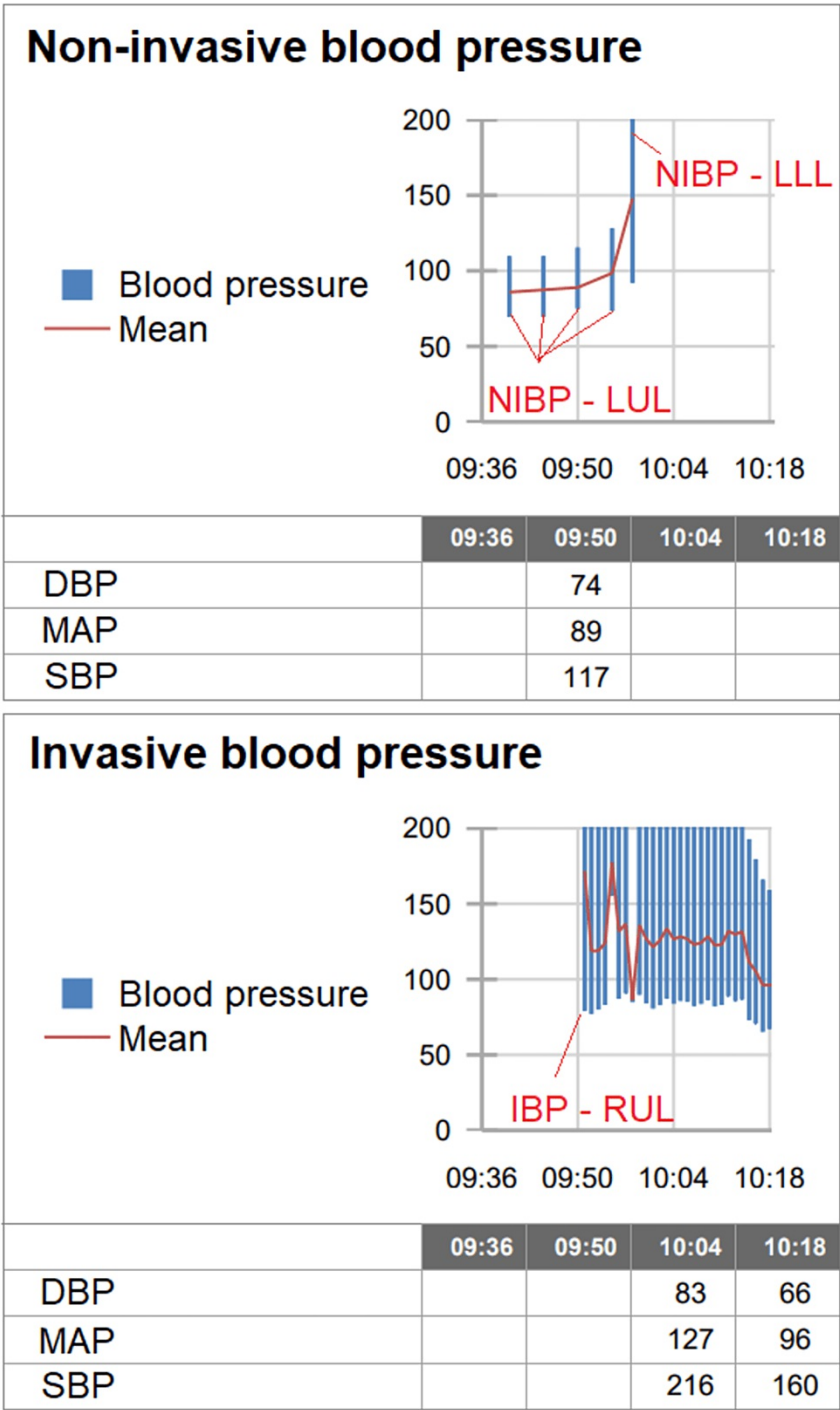 Non-invasive blood pressure
200
NIBP - LLL
150
Blood pressure
100
Mean
50
NIBP - LUL
0
09:36 09:50 10:04 10:18
09:36 09:50 10:04 10:18
DBP 74
MAP 89
SBP 117
Invasive blood pressure
200
150
Blood pressure
100
Mean
50
IBP - RUL
0
09:36 09:50 10:04 10:18
09:36 09:50 10:04 10:18
DBP 83 66
MAP 127 96
SBP 216 160